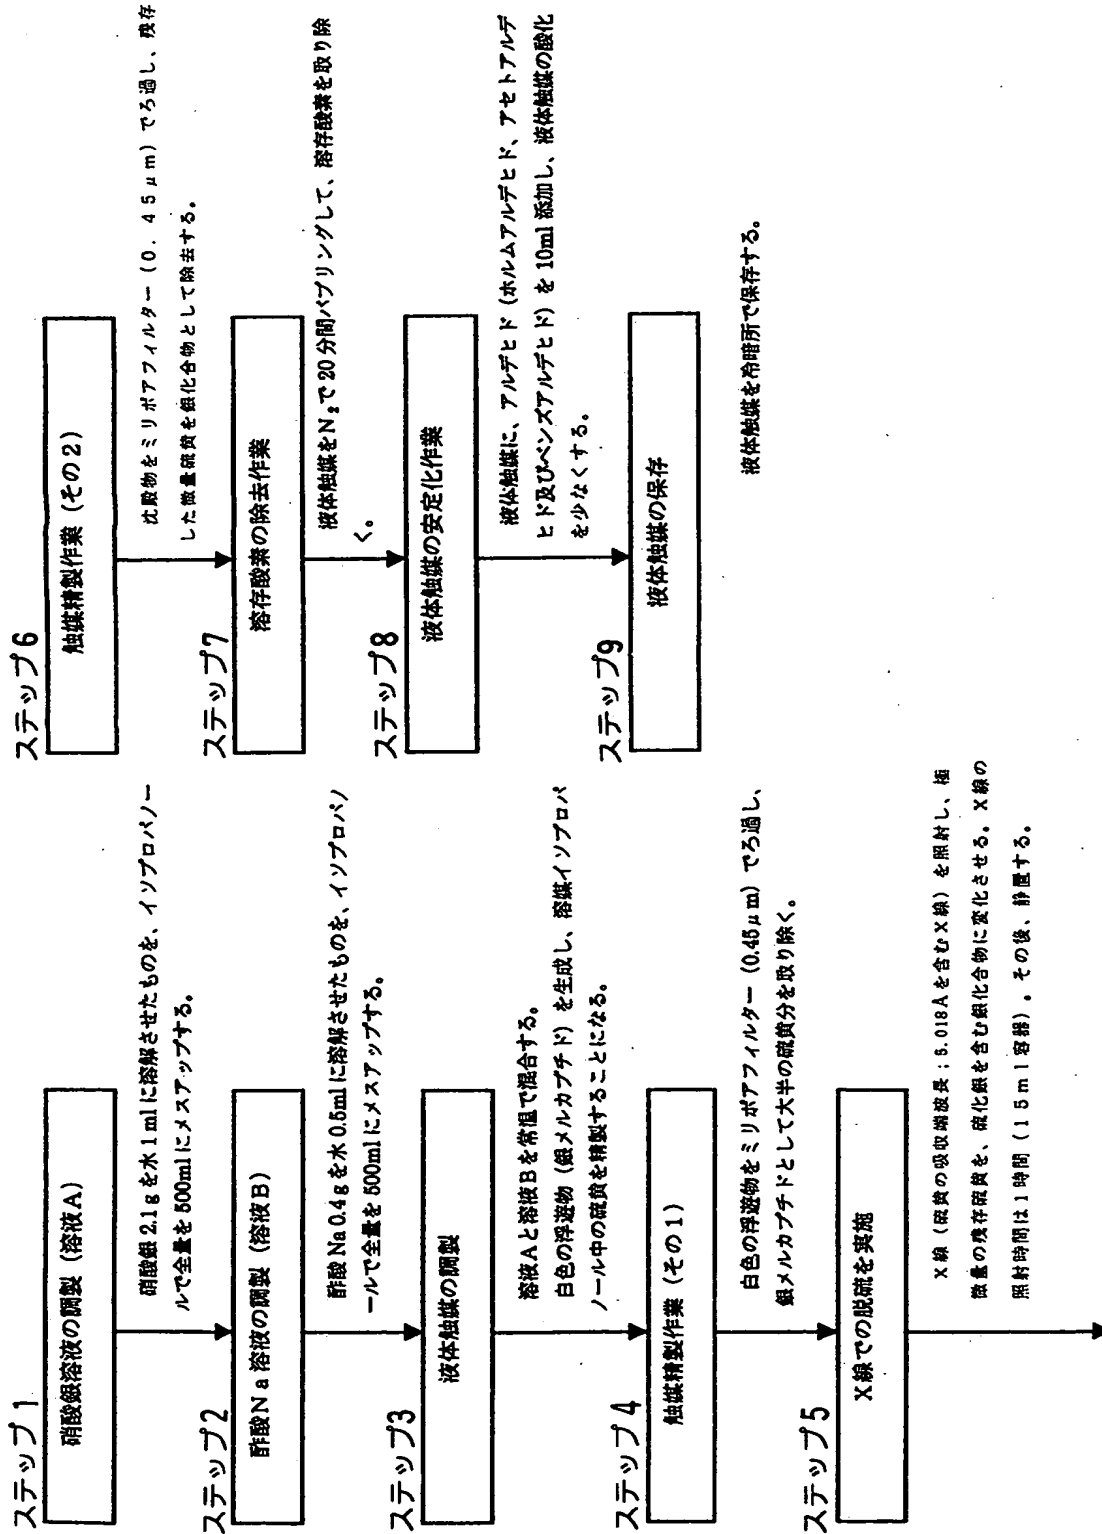 ステップ1
硝酸銀溶液の調製（溶液A）
硝酸銀 2.1gを水1mlに溶解させたものを、イソプロパノー
ルで全量を 500mlにメスアップする。
ステップ2
酢酸Na溶液の調製（溶液B）
酢酸Na0.4gを水0.5mlに溶解させたものを、イソプロパノ
ールで全量を 500mlにメスアップする。
ステップ3
液体触媒の調製
溶液Aと溶液Bを常温で混合する。
白色の浮遊物（銀メルカプチド）を生成し、溶媒イソプロパ
ノール中の硫黄を精製することになる。
ステップ4
触媒精製作業（その1）
白色の浮遊物をミリポアフィルター（0.45μm）でろ過し、
銀メルカプチドとして大半の硫黄分を取り除く。
ステップ5
X線での脱硫を実施
X線（硫黄の吸収端波長；5.018Aを含むX線）を照射し、極
微量の残存硫黄を、硫化銀を含む銀化合物に変化させる。X線の
照射時間は1時間（15ml容器）。その後、静置する。
ステップ6
触媒精製作業（その2）
沈殿物をミリポアフィルター（0.45μm）でろ過し、残存
した微量硫黄を銀化合物として除去する。
ステップ7
溶存酸素の除去作業
液体触媒をN₂で20分間バブリングして、溶存酸素を取り除
く。
ステップ8
液体触媒の安定化作業
液体触媒に、アルデヒド（ホルムアルデヒド、アセトアルデ
ヒド及びベンズアルデヒド）を10ml添加し、液体触媒の酸化
を少なくする。
ステップ9
液体触媒の保存
液体触媒を冷暗所で保存する。